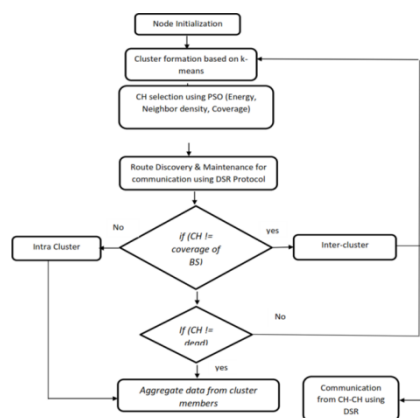 Node Initialization
Cluster formation based on k-
means
CH selection using PSO (Energy,
Neighbor density, Coverage)
Route Discovery & Maintenance for
communication using DSR Protocol
No
if (CH !=
yes
Intra Cluster
coverage of
Inter-cluster
BS)
If (CH !=
No
dead)
yes
Aggregate data from cluster
members
Communication
from CH-CH using
DSR